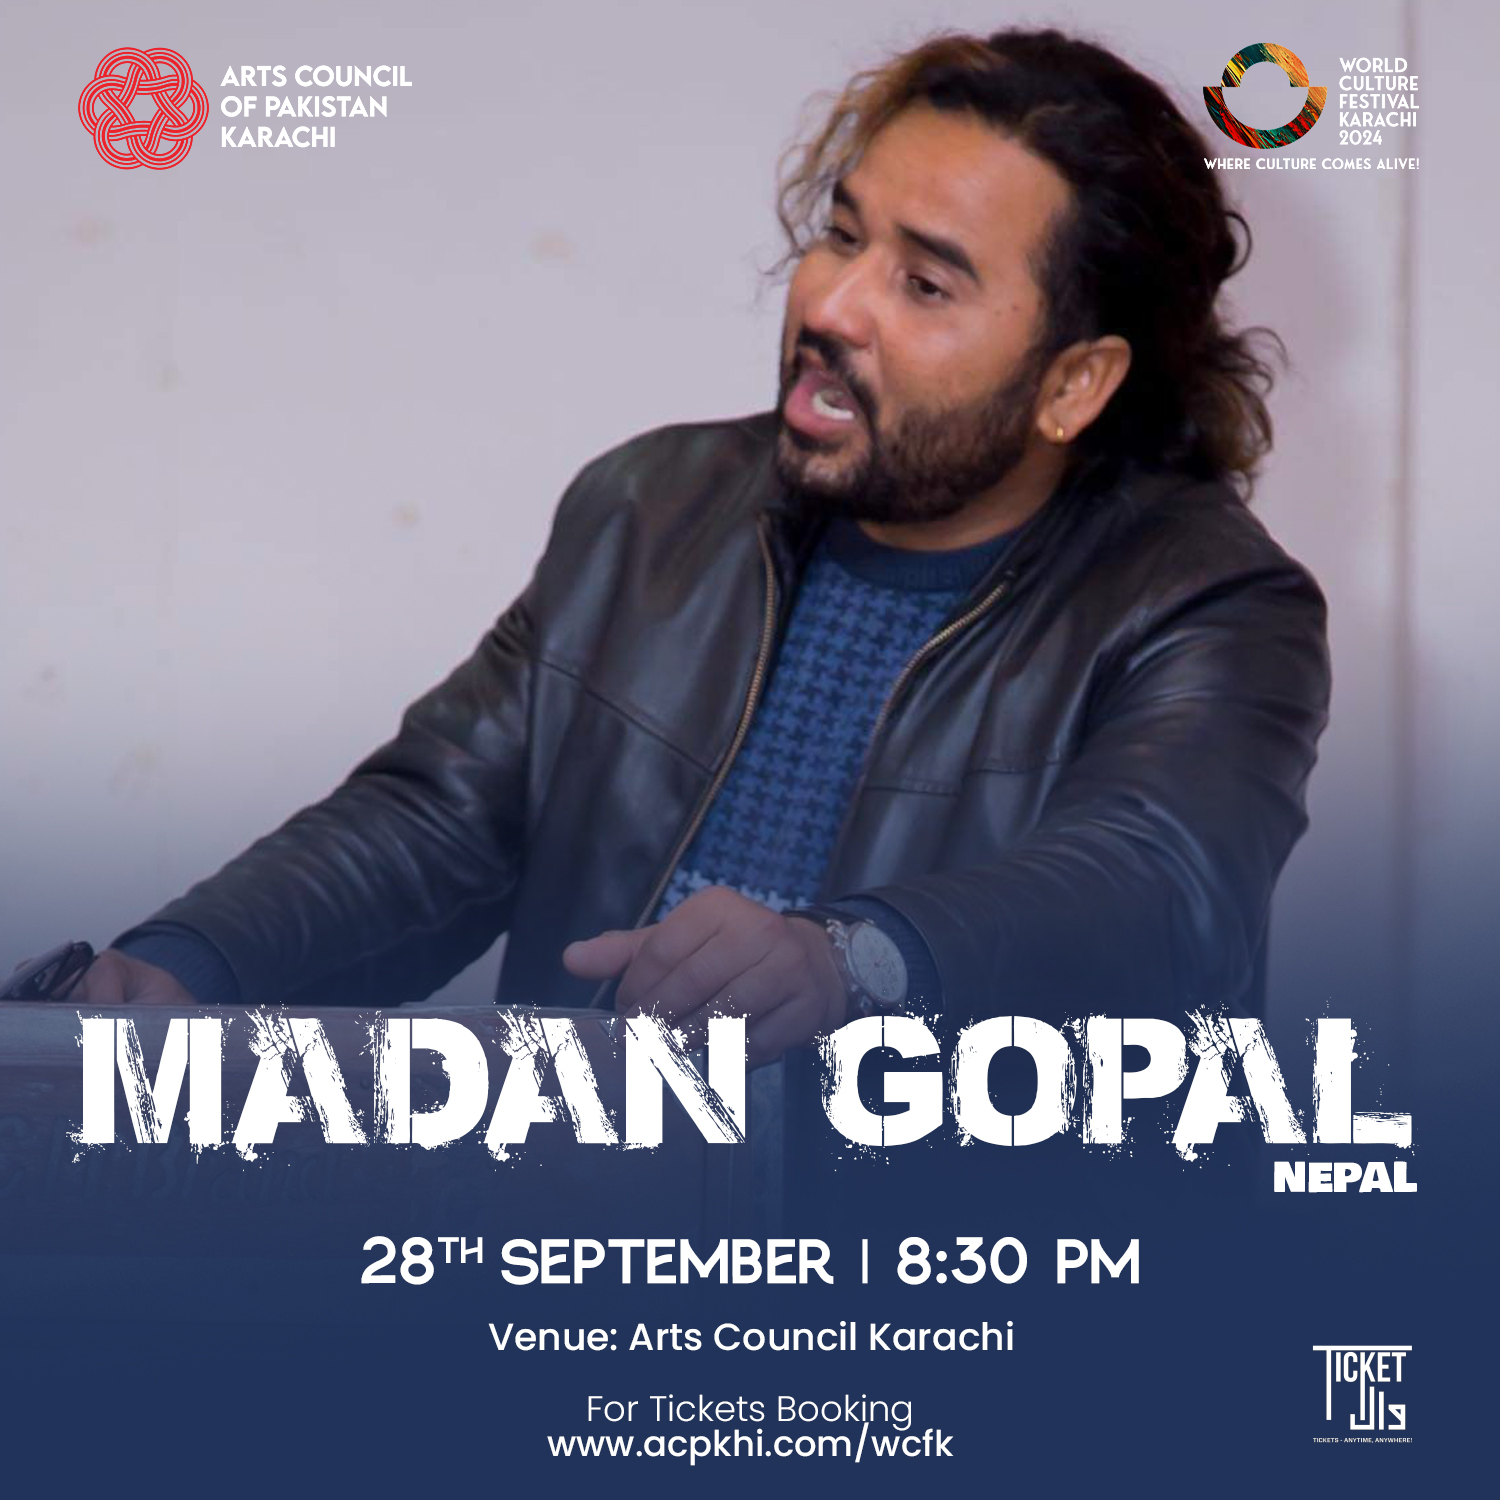 ARTS COUNCIL
OF PAKISTAN
KARACHI
WORLD
CULTURE
FESTIVAL
KARACHI
2024
WHERE CULTURE COMES ALIVE!
MADAN GOPAL
NEPAL
28TH SEPTEMBER | 8:30 PM
Venue: Arts Council Karachi
For Tickets Booking
www.acpkhi.com/wcfk
TICKET
والا
TICKETS - ANYTIME, ANYWHERE!